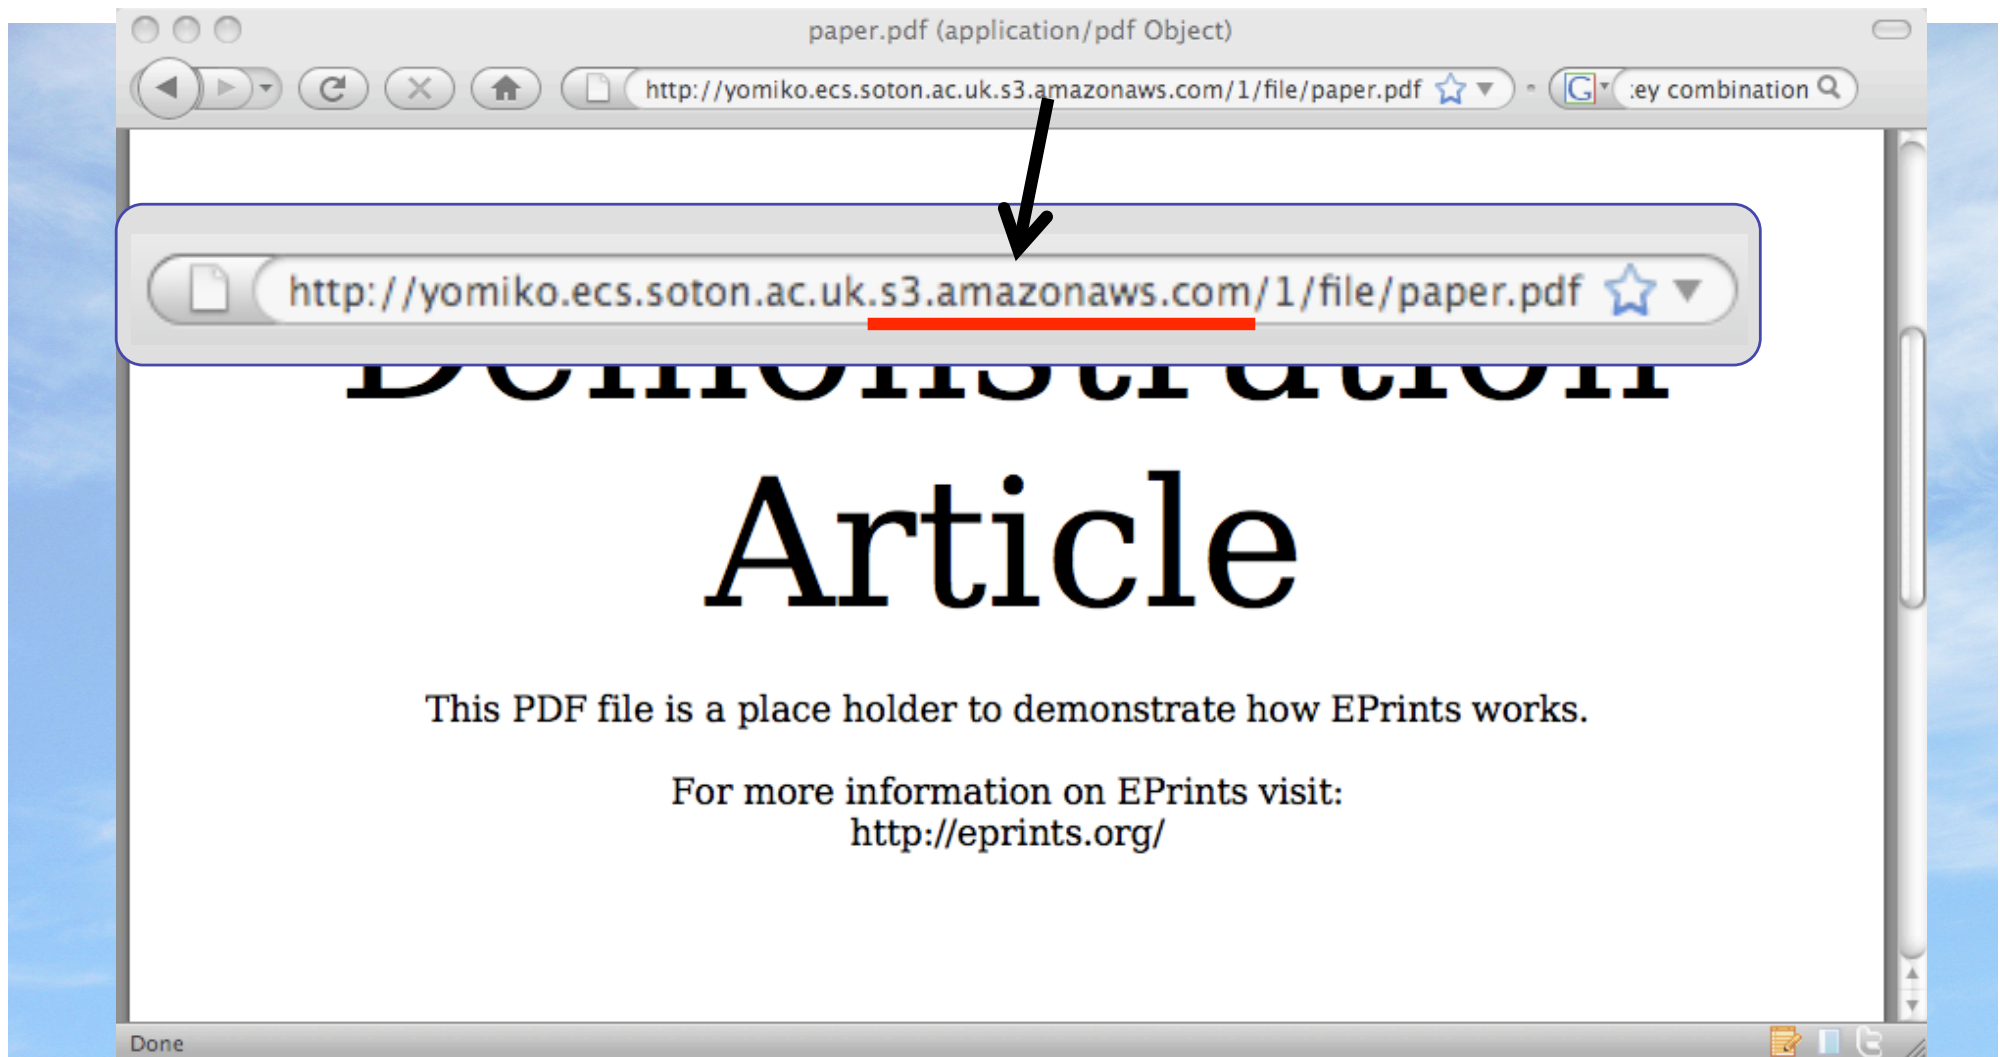 paper.pdf (application/pdf Object)
http://yomiko.ecs.soton.ac.uk.s3.amazonaws.com/1/file/paper.pdf
G :ey combination
http://yomiko.ecs.soton.ac.uk.s3.amazonaws.com/1/file/paper.pdf
Demonstration
Article
This PDF file is a place holder to demonstrate how EPrints works.
For more information on EPrints visit:
http://eprints.org/
Done